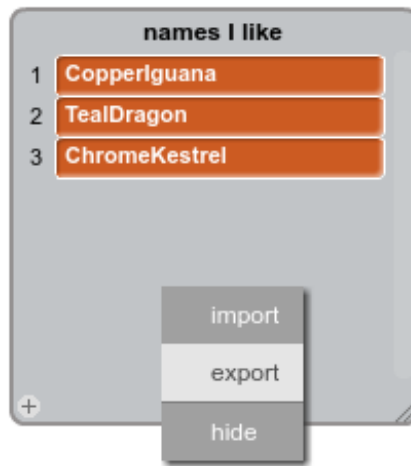 names I like
1 CopperIguana
2 TealDragon
3 ChromeKestrel
import
export
+ hide